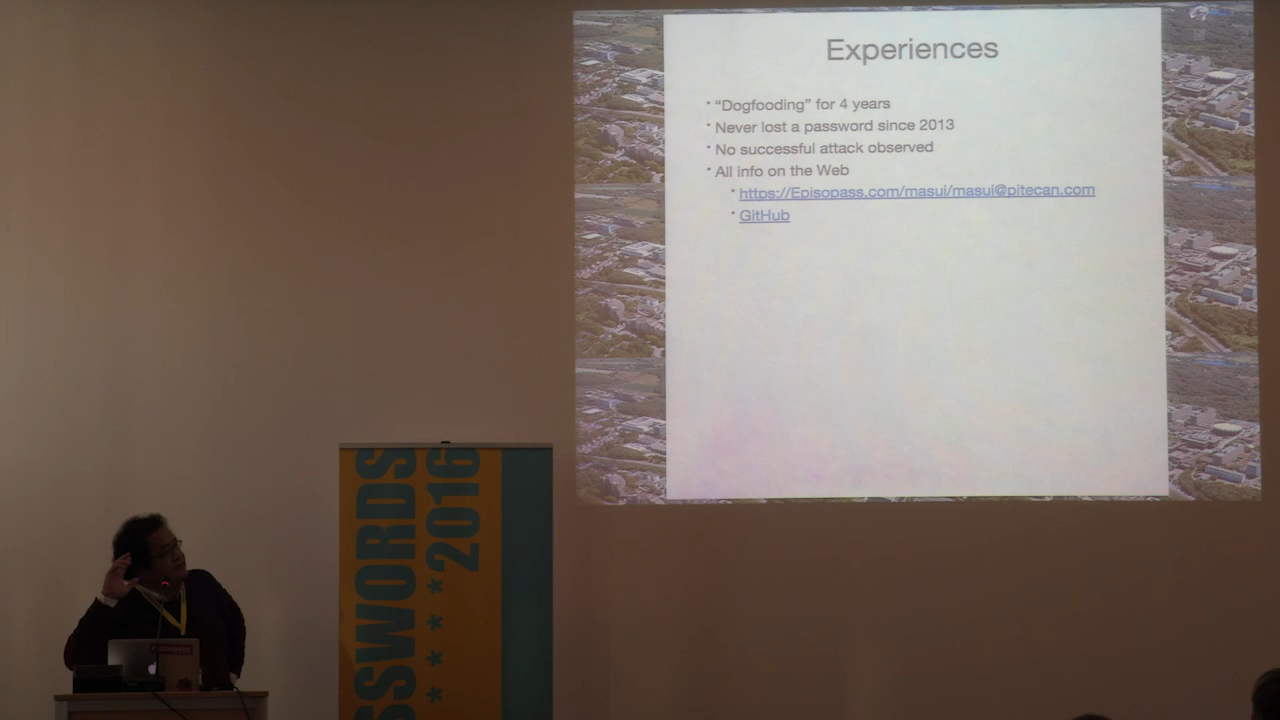 Experiences
• "Dogfooding" for 4 years
• Never lost a password since 2013
• No successful attack observed
• All info on the Web
• https://Episopass.com/masui/masui@pitecan.com
• GitHub
SSWORDS
****2016